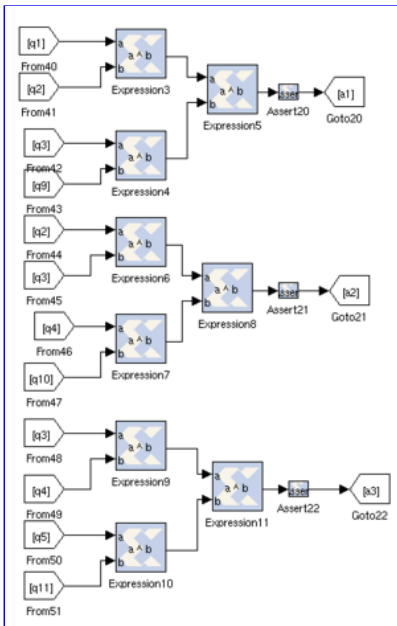 [q1]
From40
a
b
a ^ b
Expression3
[q2]
From41
a
b
a ^ b
Expression5
Assert20
[a1]
Goto20
[q3]
From42
a
b
a ^ b
Expression4
[q9]
From43
[q2]
From44
a
b
a ^ b
Expression6
[q3]
From45
a
b
a ^ b
Expression8
Assert21
[a2]
Goto21
[q4]
From46
a
b
a ^ b
Expression7
[q10]
From47
[q3]
From48
a
b
a ^ b
Expression9
[q4]
From49
a
b
a ^ b
Expression11
Assert22
[a3]
Goto22
[q5]
From50
a
b
a ^ b
Expression10
[q11]
From51